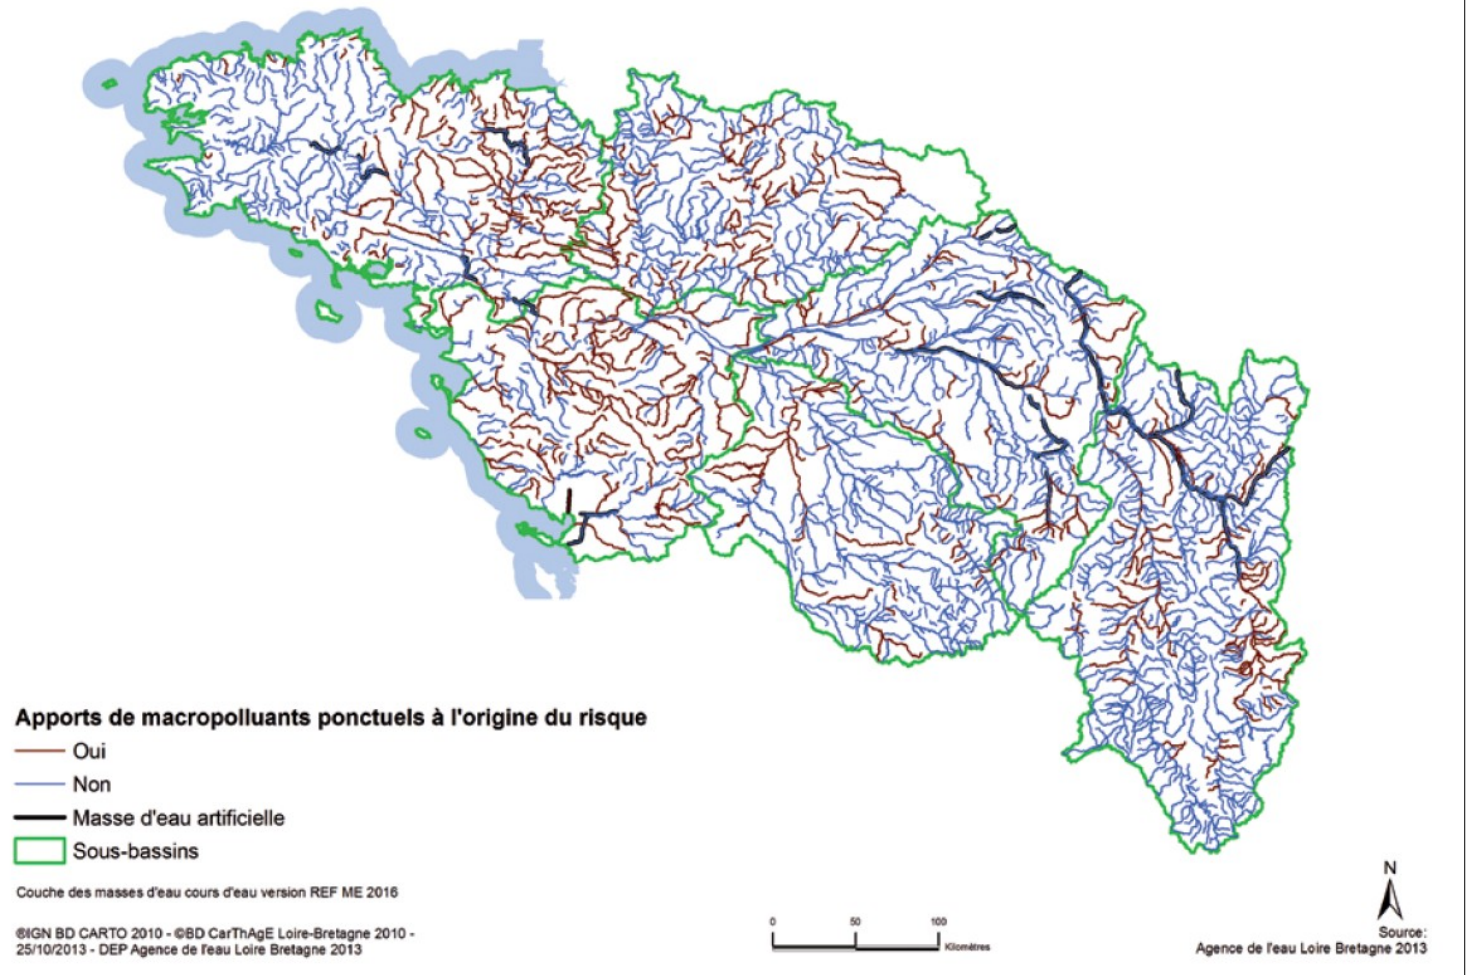 Apports de macropolluants ponctuels à l'origine du risque
Oui
Non
Masse d'eau artificielle
Sous-bassins
Couche des masses d'eau cours d'eau version REF ME 2016
®IGN BD CARTO 2010 - ©BD CarThAgE Loire-Bretagne 2010 -
25/10/2013 - DEP Agence de l'eau Loire Bretagne 2013
0 50 100
Kilomètres
N
Source:
Agence de l'eau Loire Bretagne 2013